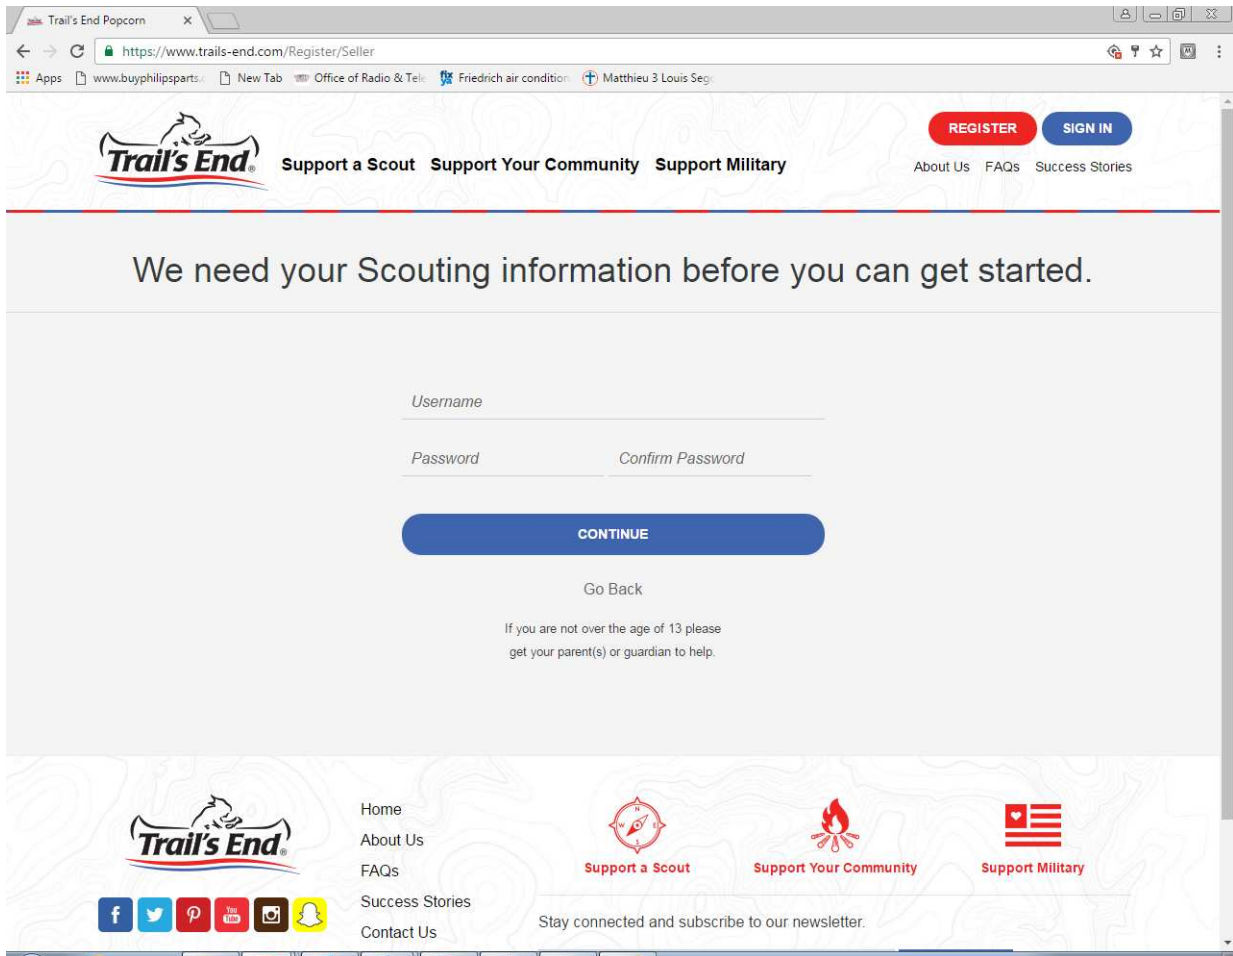 Trail's End Popcorn
https://www.trails-end.com/Register/Seller
Apps www.buyphilipsparts.c New Tab Office of Radio & Tele Friedrich air condition Matthieu 3 Louis Sego
REGISTER SIGN IN
Trail's End® Support a Scout Support Your Community Support Military
About Us FAQs Success Stories
We need your Scouting information before you can get started.
Username
Password Confirm Password
CONTINUE
Go Back
If you are not over the age of 13 please
get your parent(s) or guardian to help.
Trail's End®
Home
About Us
FAQs
Success Stories
Contact Us
N
W E
S
Support a Scout Support Your Community Support Military
You
Tube
Stay connected and subscribe to our newsletter.